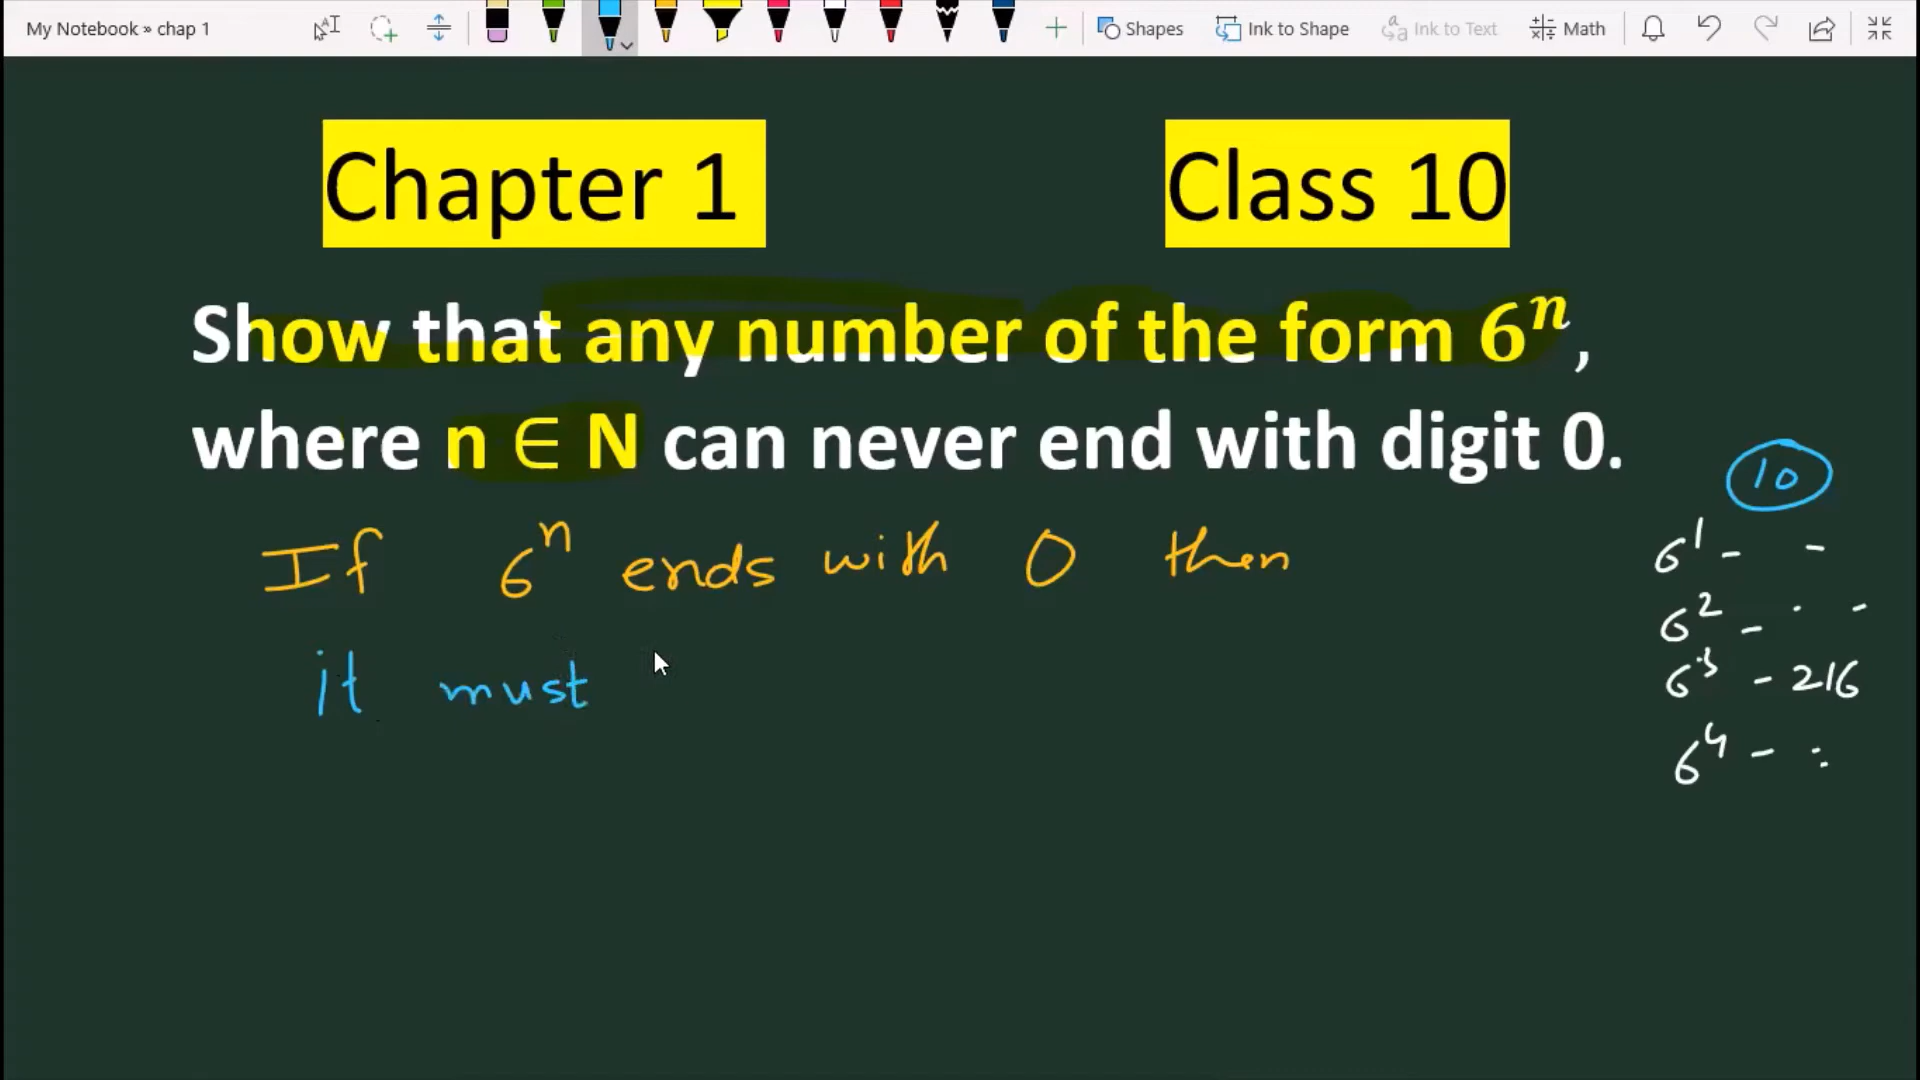 My Notebook » chap 1
Shapes Ink to Shape Ink to Text Math
Chapter 1 Class 10
Show that any number of the form 6ⁿ,
where n ∈ N can never end with digit 0.
10
If 6ⁿ ends with 0 then
6¹ - -
6² - · -
it must
6³ - 216
6⁴ - :